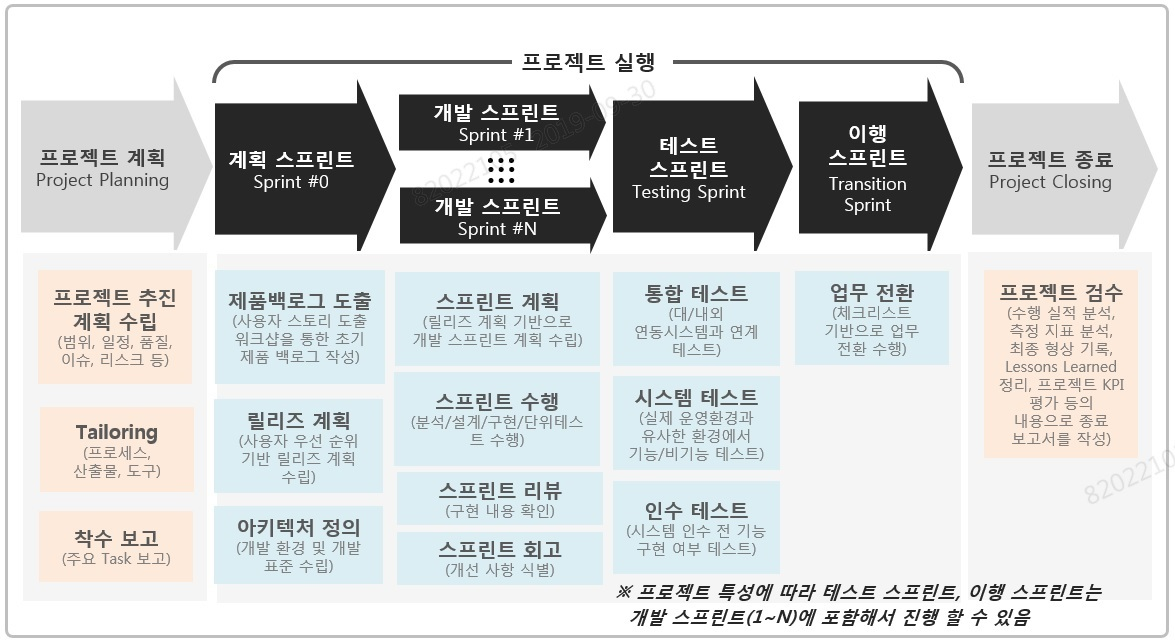 프로젝트 실행
프로젝트 계획
Project Planning
계획 스프린트
Sprint #0
개발 스프린트
Sprint #1
개발 스프린트
Sprint #N
테스트
스프린트
Testing Sprint
이행
스프린트
Transition
Sprint
프로젝트 종료
Project Closing
프로젝트 추진
계획 수립
(범위, 일정, 품질,
이슈, 리스크 등)
Tailoring
(프로세스,
산출물, 도구)
착수 보고
(주요 Task 보고)
제품백로그 도출
(사용자 스토리 도출
워크샵을 통한 초기
제품 백로그 작성)
릴리즈 계획
(사용자 우선 순위
기반 릴리즈 계획
수립)
아키텍처 정의
(개발 환경 및 개발
표준 수립)
스프린트 계획
(릴리즈 계획 기반으로
개발 스프린트 계획 수립)
스프린트 수행
(분석/설계/구현/단위테스
트 수행)
스프린트 리뷰
(구현 내용 확인)
스프린트 회고
(개선 사항 식별)
통합 테스트
(대/내외
연동시스템과 연계
테스트)
시스템 테스트
(실제 운영환경과
유사한 환경에서
기능/비기능 테스트)
인수 테스트
(시스템 인수 전 기능
구현 여부 테스트)
업무 전환
(체크리스트
기반으로 업무
전환 수행)
프로젝트 검수
(수행 실적 분석,
측정 지표 분석,
최종 형상 기록,
Lessons Learned
정리, 프로젝트 KPI
평가 등의
내용으로 종료
보고서를 작성)
※ 프로젝트 특성에 따라 테스트 스프린트, 이행 스프린트는
개발 스프린트(1~N)에 포함해서 진행 할 수 있음
8202210